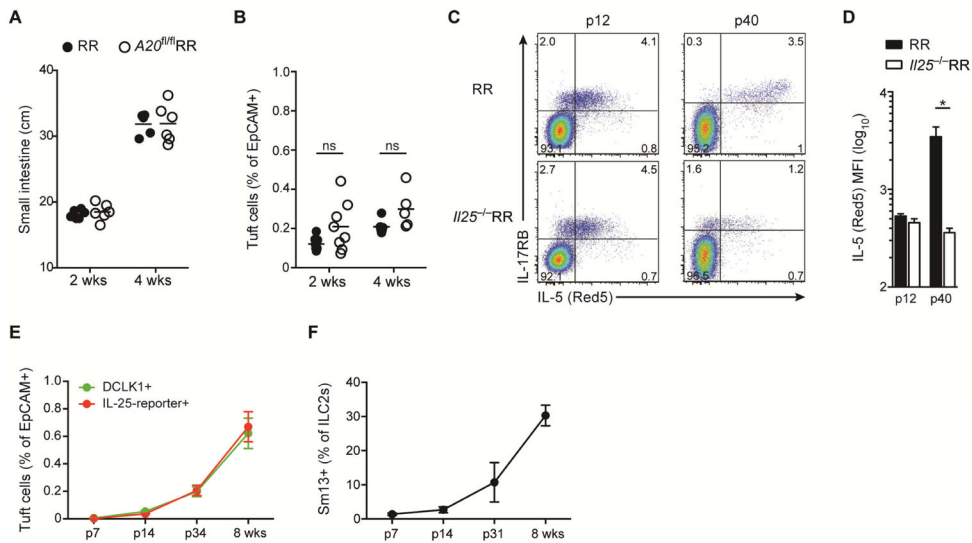 A
RR
A20fl/flRR
Small intestine (cm)
40
30
20
10
2 wks
4 wks
B
Tuft cells (% of EpCAM+)
1.0
0.8
0.6
0.4
0.2
0
ns
ns
2 wks
4 wks
C
p12
p40
RR
2.0
4.1
93.1
0.8
0.3
3.5
95.2
1
Il25–/–RR
2.7
4.5
92.1
0.7
1.6
1.2
96.5
0.7
IL-17RB
IL-5 (Red5)
D
RR
Il25–/–RR
IL-5 (Red5) MFI (log10)
4
3
2
*
p12
p40
E
Tuft cells (% of EpCAM+)
1.0
0.8
0.6
0.4
0.2
0
DCLK1+
IL-25-reporter+
p7
p14
p34
8 wks
F
Sm13+ (% of ILC2s)
40
30
20
10
0
p7
p14
p31
8 wks